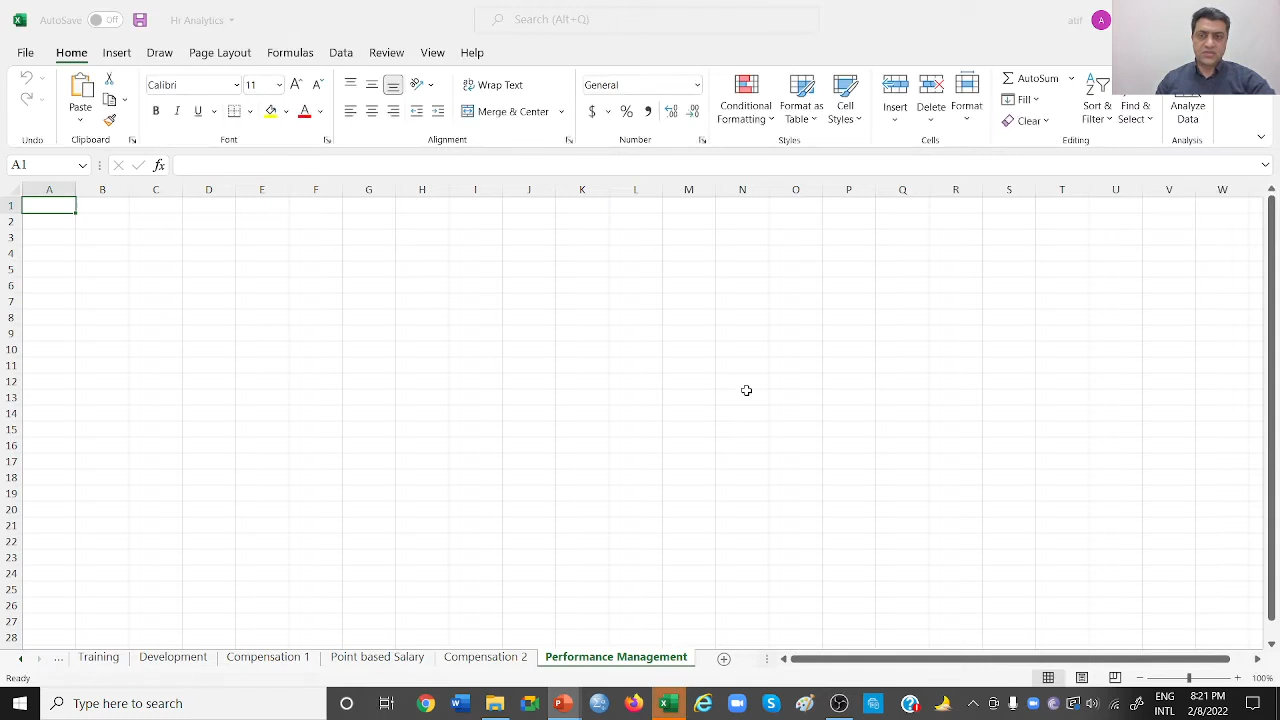 AutoSave Off Hr Analytics Search (Alt+Q) atif A
File Home Insert Draw Page Layout Formulas Data Review View Help
Paste Calibri 11 Wrap Text General AutoSum
B I U Merge & Center $ % Conditional Formatting Format as Table Cell Styles Insert Delete Format Fill Clear Sort & Filter Find & Select Analyze Data
Undo Font Alignment Number Cells Editing Analysis
A1 fx
A B C D E F G H I J K L M N O P Q R S T U V W
1
2
3
4
5
6
7
8
9
10
11
12
13
14
15
16
17
18
19
20
21
22
23
24
25
26
27
28
... Training Development Compensation 1 Point based Salary Compensation 2 Performance Management
Ready 100%
Type here to search ENG 8:21 PM
INTL 2/8/2022